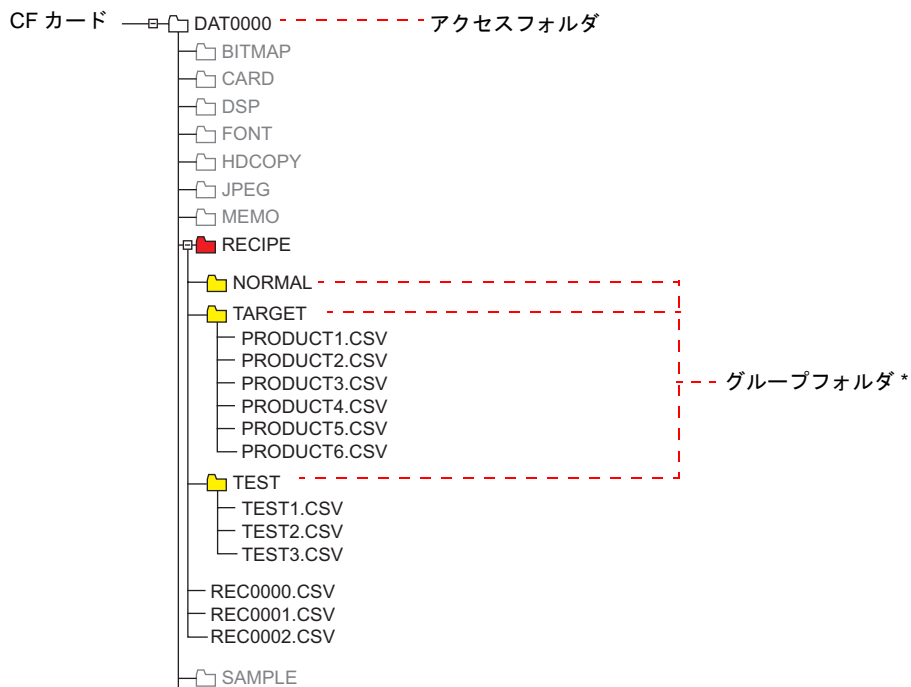 CF カード DAT0000 アクセスフォルダ
BITMAP
CARD
DSP
FONT
HDCOPY
JPEG
MEMO
RECIPE
NORMAL
TARGET
PRODUCT1.CSV
PRODUCT2.CSV
PRODUCT3.CSV
グループフォルダ *
PRODUCT4.CSV
PRODUCT5.CSV
PRODUCT6.CSV
TEST
TEST1.CSV
TEST2.CSV
TEST3.CSV
REC0000.CSV
REC0001.CSV
REC0002.CSV
SAMPLE